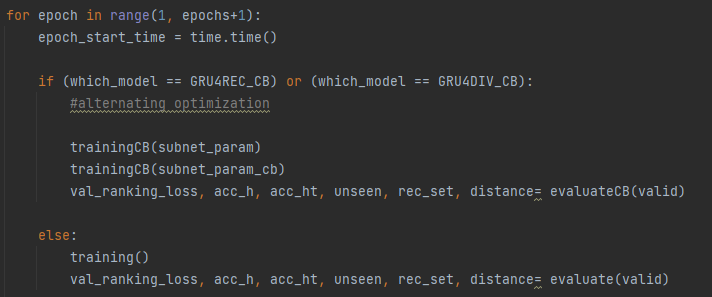 for epoch in range(1, epochs+1):
    epoch_start_time = time.time()
    if (which_model == GRU4REC_CB) or (which_model == GRU4DIV_CB):
        #alternating optimization
        trainingCB(subnet_param)
        trainingCB(subnet_param_cb)
        val_ranking_loss, acc_h, acc_ht, unseen, rec_set, distance= evaluateCB(valid)
    else:
        training()
        val_ranking_loss, acc_h, acc_ht, unseen, rec_set, distance= evaluate(valid)